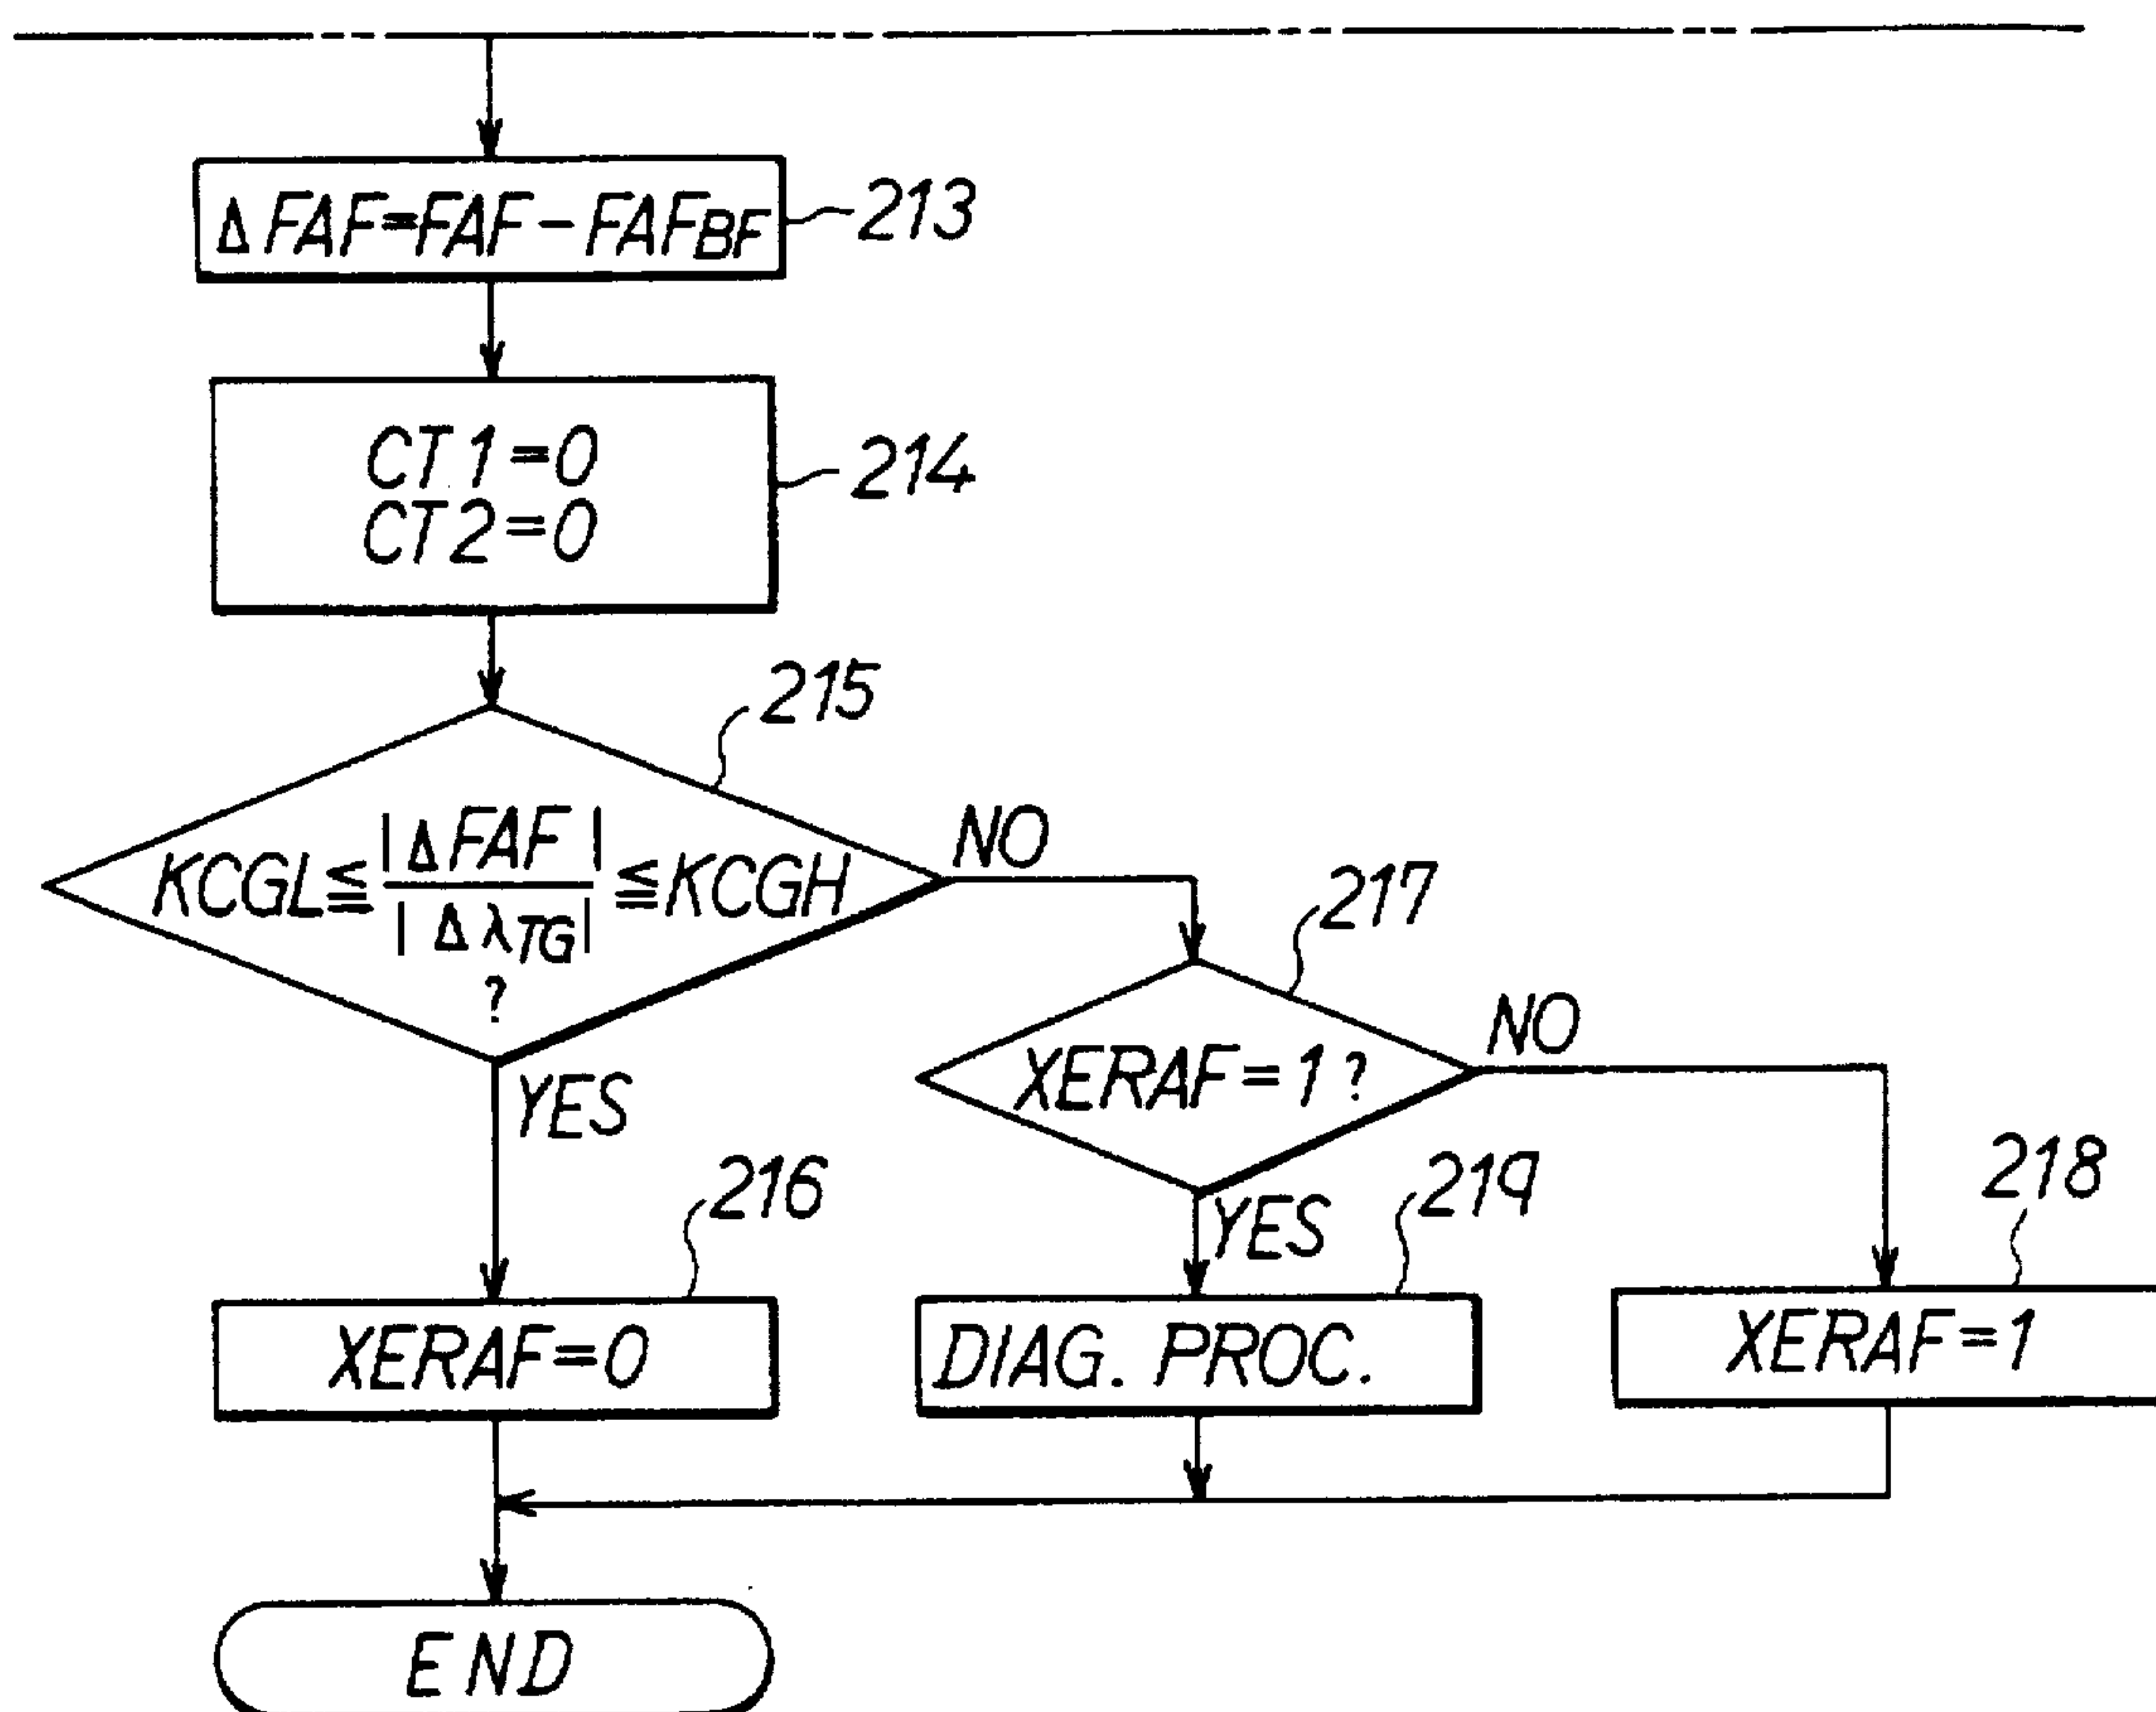 ΔFAF=FAF-FAFBF
213
CT1=0
CT2=0
214
215
KCGL≦|ΔFAF|/|ΔλTG|≦KCGH
?
NO
YES
217
XERAF=1?
NO
YES
216
XERAF=0
219
DIAG. PROC.
218
XERAF=1
END